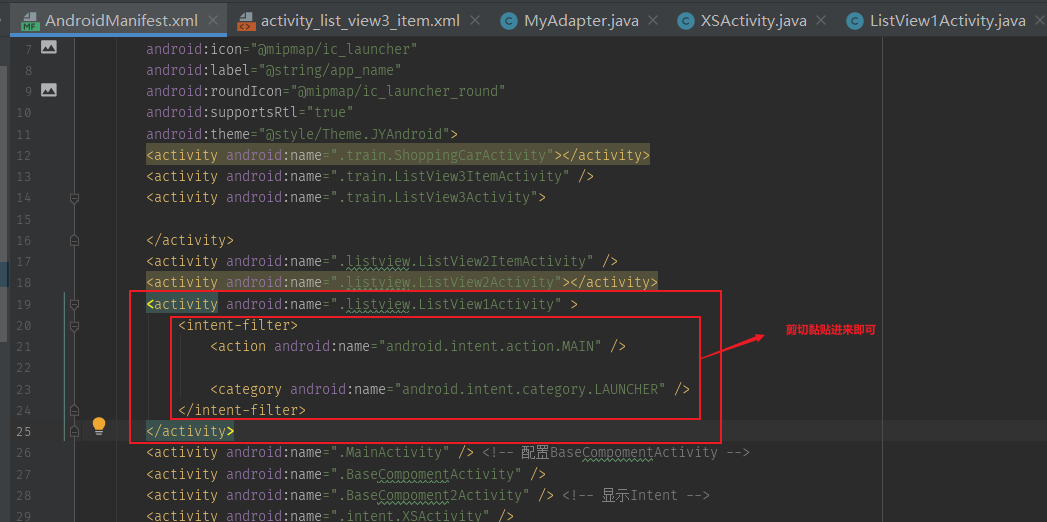 AndroidManifest.xml activity_list_view3_item.xml MyAdapter.java XSActivity.java ListView1Activity.java
7 android:icon="@mipmap/ic_launcher"
8 android:label="@string/app_name"
9 android:roundIcon="@mipmap/ic_launcher_round"
10 android:supportsRtl="true"
11 android:theme="@style/Theme.JYAndroid">
12 <activity android:name=".train.ShoppingCarActivity"></activity>
13 <activity android:name=".train.ListView3ItemActivity" />
14 <activity android:name=".train.ListView3Activity">
15
16 </activity>
17 <activity android:name=".listview.ListView2ItemActivity" />
18 <activity android:name=".listview.ListView2Activity"></activity>
19 <activity android:name=".listview.ListView1Activity" >
20 <intent-filter>
21 <action android:name="android.intent.action.MAIN" />
剪切黏贴进来即可
22
23 <category android:name="android.intent.category.LAUNCHER" />
24 </intent-filter>
25 </activity>
26 <activity android:name=".MainActivity" /> <!-- 配置BaseCompomentActivity -->
27 <activity android:name=".BaseCompomentActivity" />
28 <activity android:name=".BaseCompoment2Activity" /> <!-- 显示Intent -->
29 <activity android:name=".intent.XSActivity" />